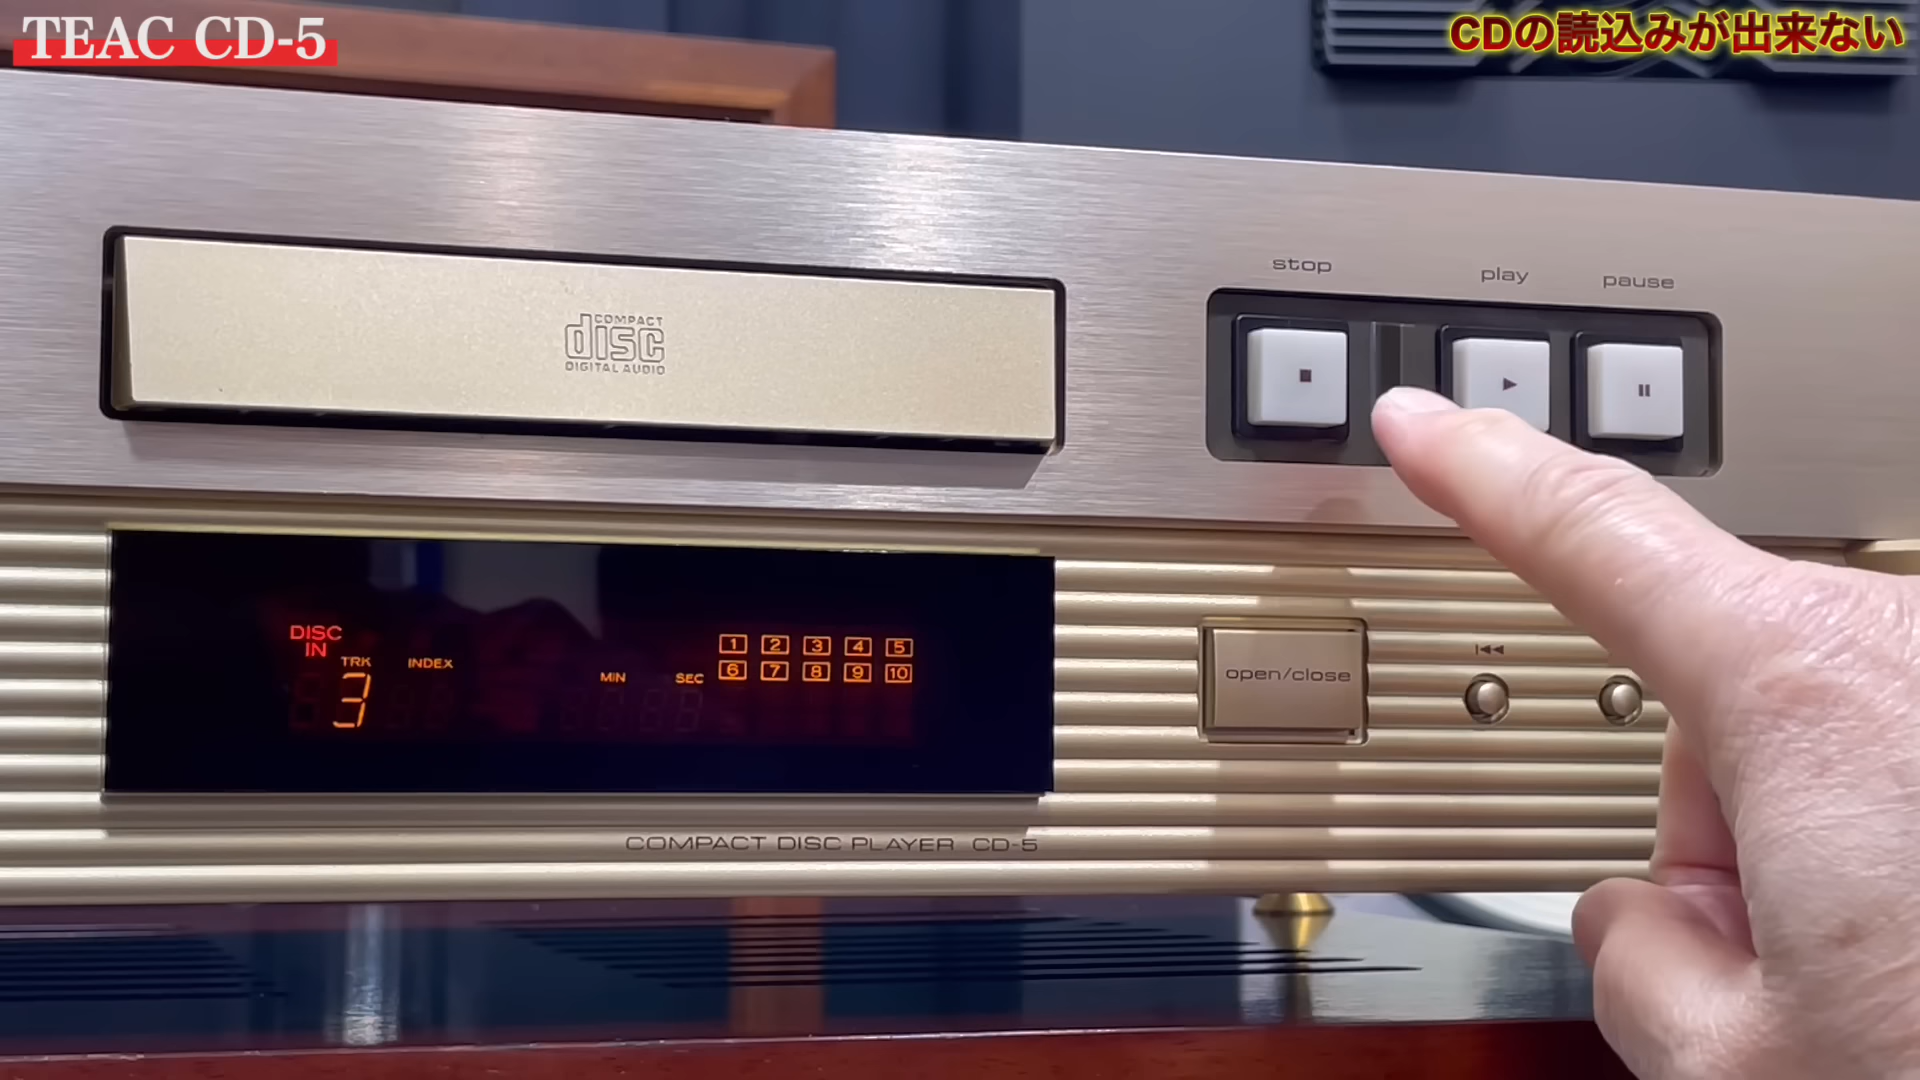 TEAC CD-5
CDの読込みが出来ない
stop
play
pause
COMPACT
disc
DIGITAL AUDIO
DISC
IN
TRK
INDEX
MIN
SEC
3
1 2 3 4 5
6 7 8 9 10
open/close
COMPACT DISC PLAYER CD-5